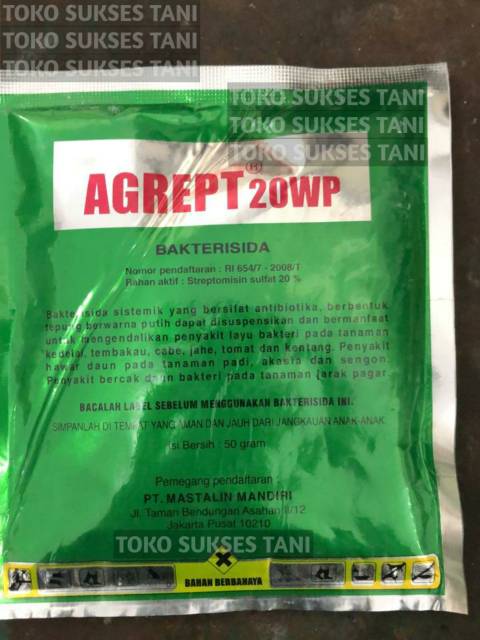 TOKO SUKSES TANI
TOKO SUKSES TANI
TOKO SUKSES TANI
TOKO SUKSES TANI
TOKO SUKSES TANI
TOKO SUKSES TANI
AGREPT® 20WP
BAKTERISIDA
Nomor pendaftaran : RI 654/7 - 2008/T
Bahan aktif : Streptomisin sulfat 20 %
Bakterisida sistemik yang bersifat antibiotika, berbentuk
tepung berwarna putih dapat disuspensikan dan bermanfaat
untuk mengendalikan penyakit layu bakteri pada tanaman
kedelai, tembakau, cabe, jahe, tomat dan kentang. Penyakit
hawar daun pada tanaman padi, akasia dan sengon.
Penyakit bercak daun bakteri pada tanaman jarak pagar.
BACALAH LABEL SEBELUM MENGGUNAKAN BAKTERISIDA INI.
SIMPANLAH DI TEMPAT YANG AMAN DAN JAUH DARI JANGKAUAN ANAK-ANAK
Isi Bersih : 50 gram
Pemegang pendaftaran
PT. MASTALIN MANDIRI
Jl. Taman Bendungan Asahan II/12
Jakarta Pusat 10210
TOKO SUKSES TANI
BAHAN BERBAHAYA